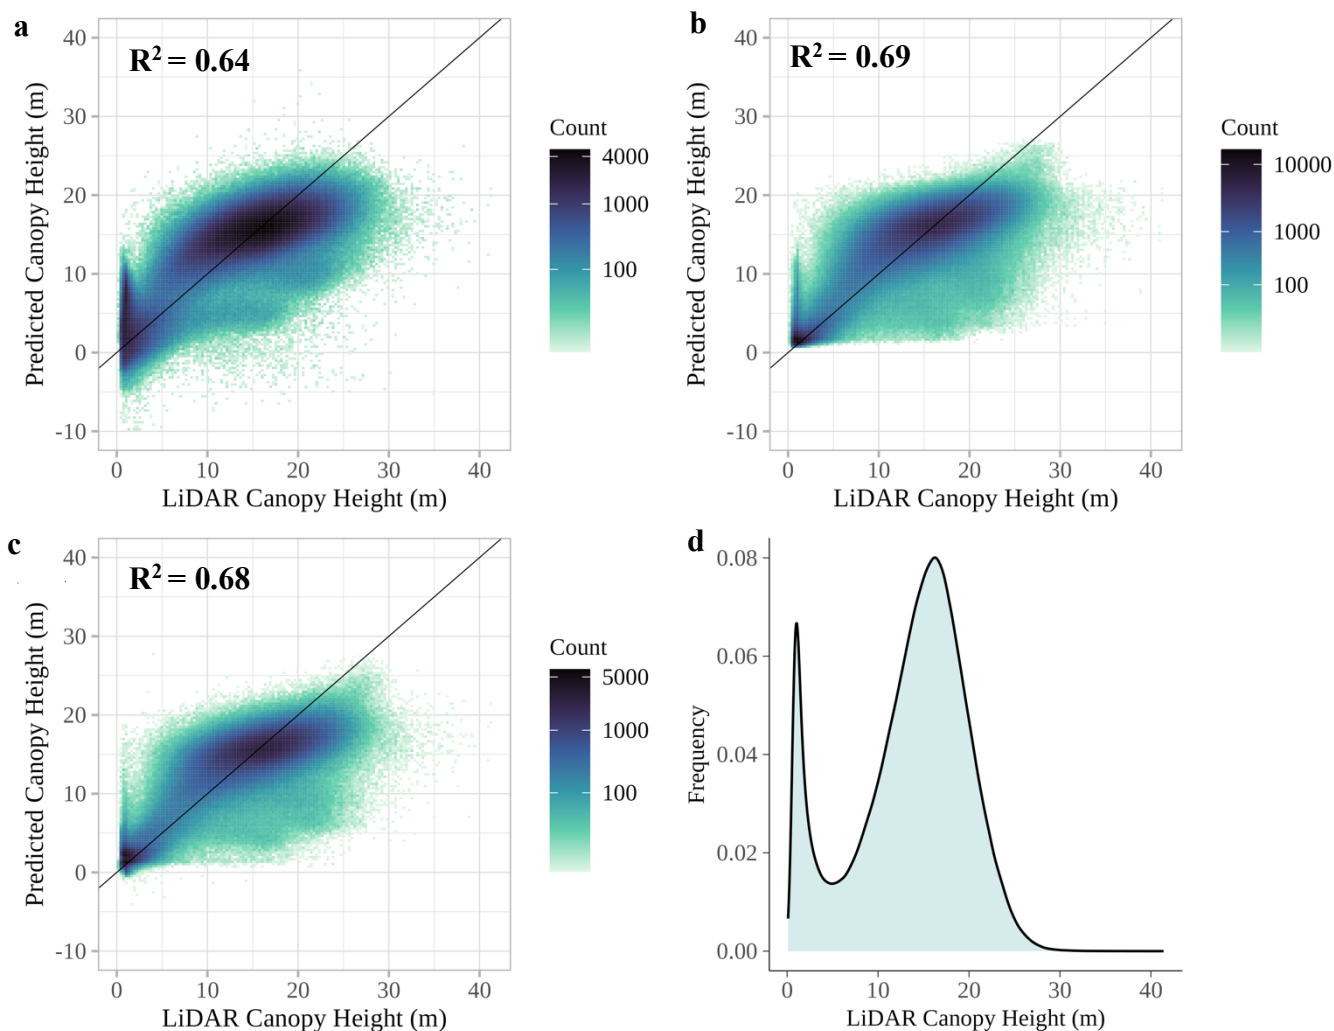 a
R² = 0.64
Predicted Canopy Height (m)
40
30
20
10
0
-10
0 10 20 30 40
LiDAR Canopy Height (m)
Count
4000
1000
100
b
R² = 0.69
Predicted Canopy Height (m)
40
30
20
10
0
-10
0 10 20 30 40
LiDAR Canopy Height (m)
Count
10000
1000
100
c
R² = 0.68
Predicted Canopy Height (m)
40
30
20
10
0
-10
0 10 20 30 40
LiDAR Canopy Height (m)
Count
5000
1000
100
d
Frequency
0.08
0.06
0.04
0.02
0.00
0 10 20 30 40
LiDAR Canopy Height (m)